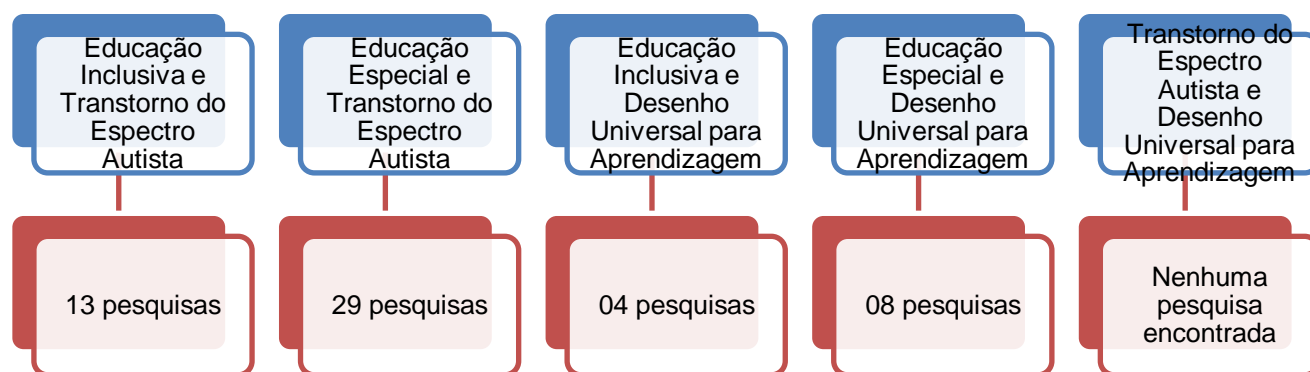 Educação
Inclusiva e
Transtorno do
Espectro
Autista
Educação
Especial e
Transtorno do
Espectro
Autista
Educação
Inclusiva e
Desenho
Universal para
Aprendizagem
Educação
Especial e
Desenho
Universal para
Aprendizagem
Transtorno do
Espectro
Autista e
Desenho
Universal para
Aprendizagem
13 pesquisas
29 pesquisas
04 pesquisas
08 pesquisas
Nenhuma
pesquisa
encontrada